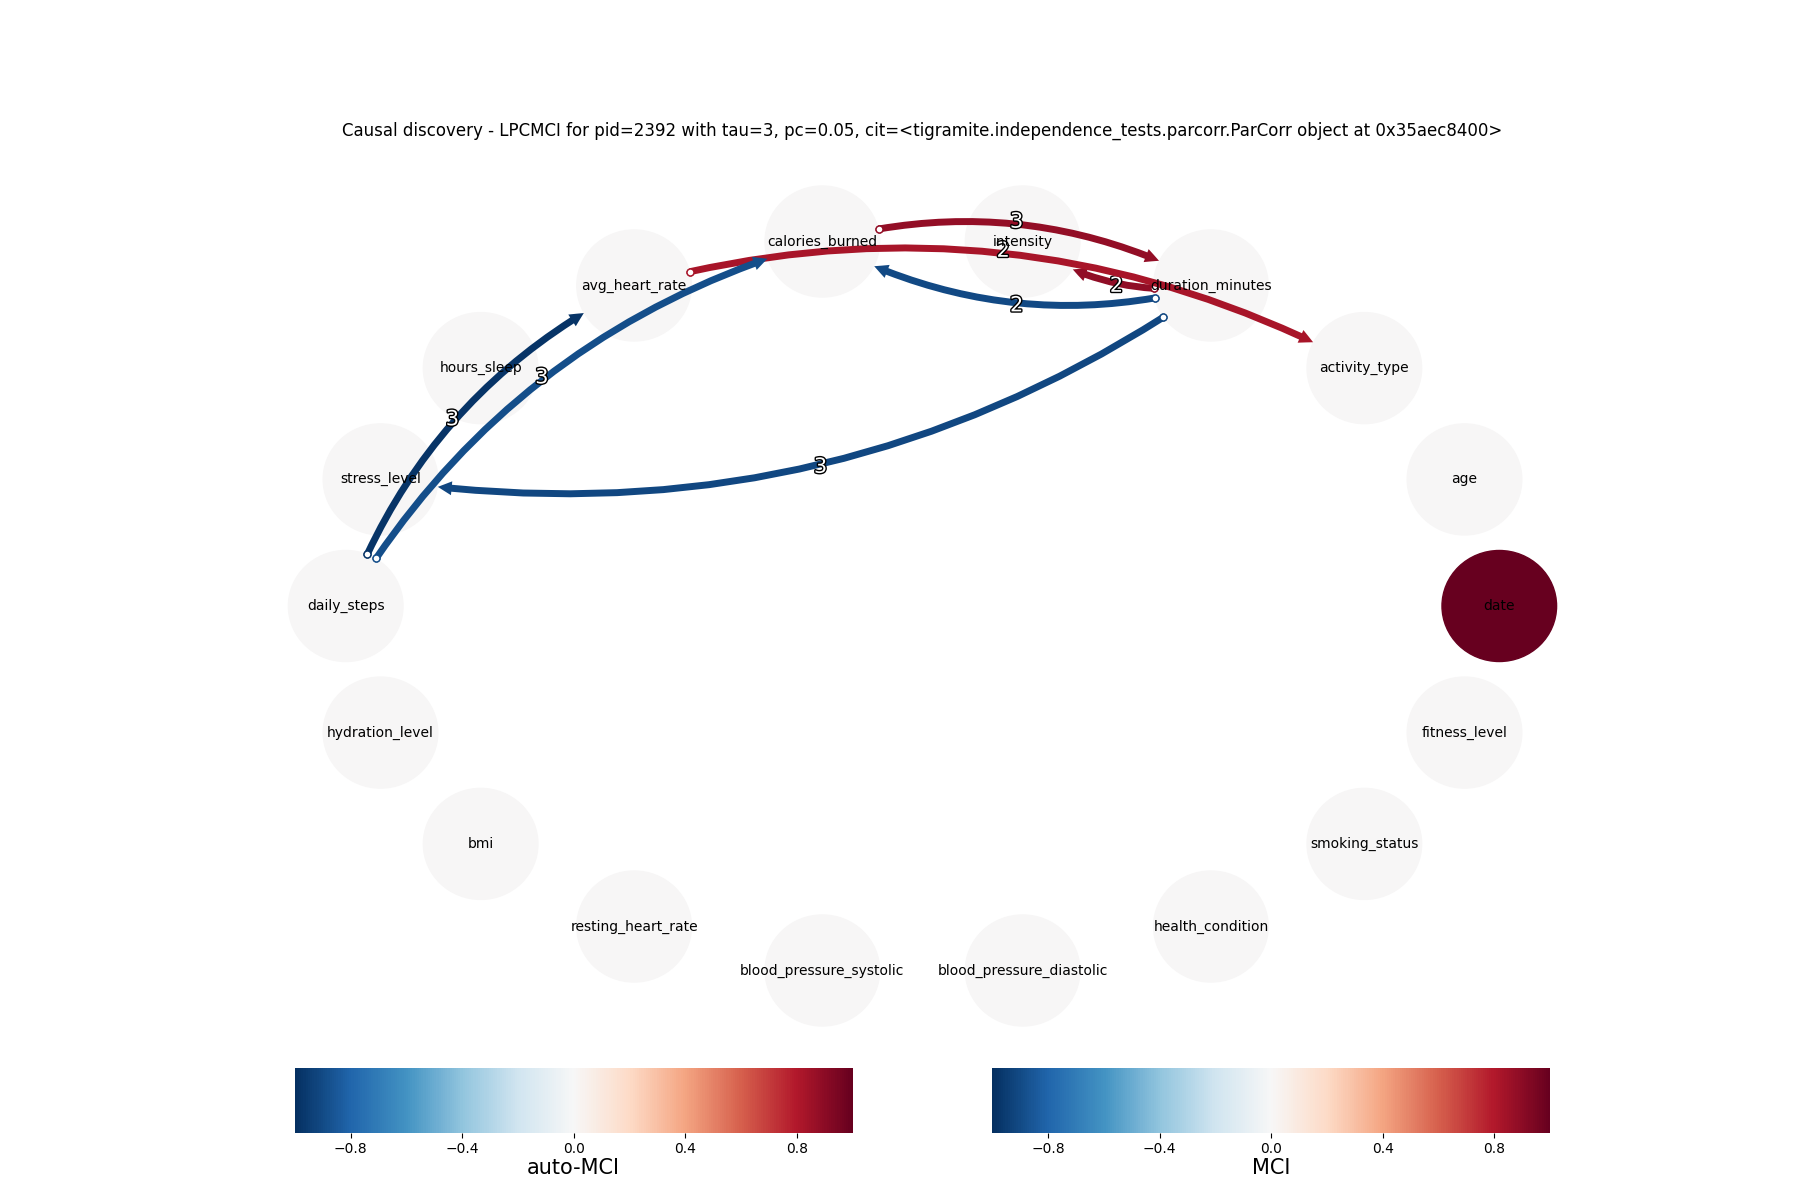 Causal discovery - LPCMCI for pid=2392 with tau=3, pc=0.05, cit=<tigramite.independence_tests.parcorr.ParCorr object at 0x35aec8400>
3
calories_burned
intensity
2
avg_heart_rate
2
duration_minutes
2
hours_sleep
3
activity_type
3
3
stress_level
age
daily_steps
date
hydration_level
fitness_level
bmi
smoking_status
resting_heart_rate
health_condition
blood_pressure_systolic
blood_pressure_diastolic
−0.8 −0.4 0.0 0.4 0.8
auto-MCI
−0.8 −0.4 0.0 0.4 0.8
MCI